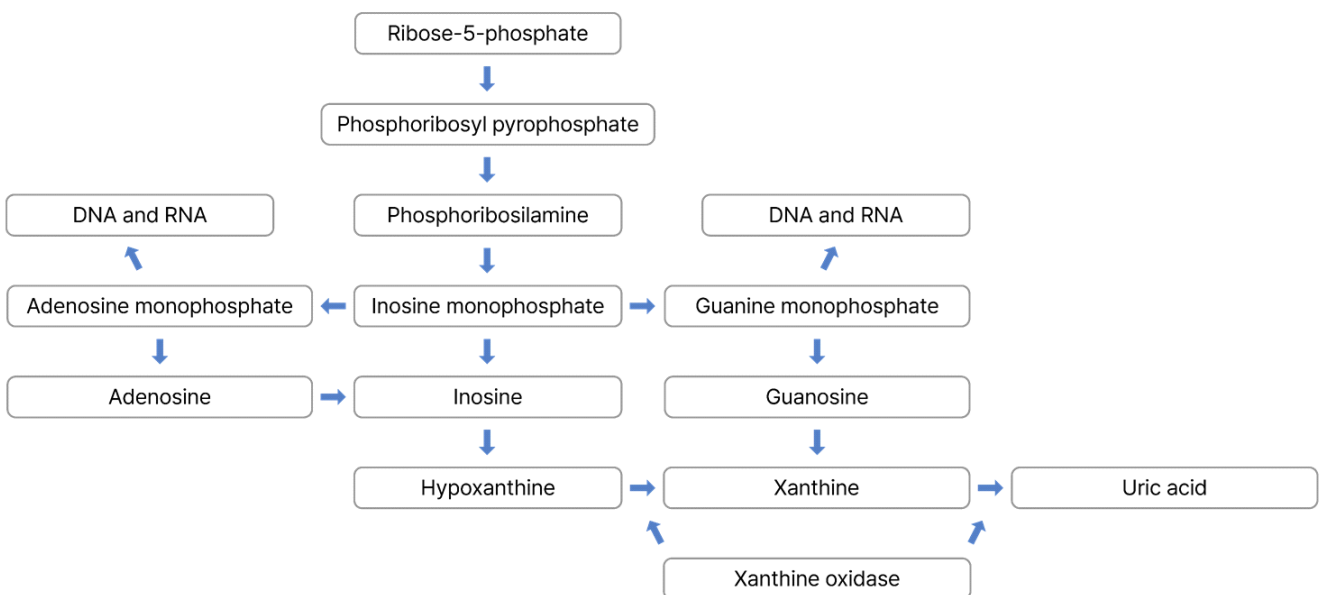 Ribose-5-phosphate
Phosphoribosyl pyrophosphate
DNA and RNA
Phosphoribosilamine
DNA and RNA
Adenosine monophosphate
Inosine monophosphate
Guanine monophosphate
Adenosine
Inosine
Guanosine
Hypoxanthine
Xanthine
Uric acid
Xanthine oxidase